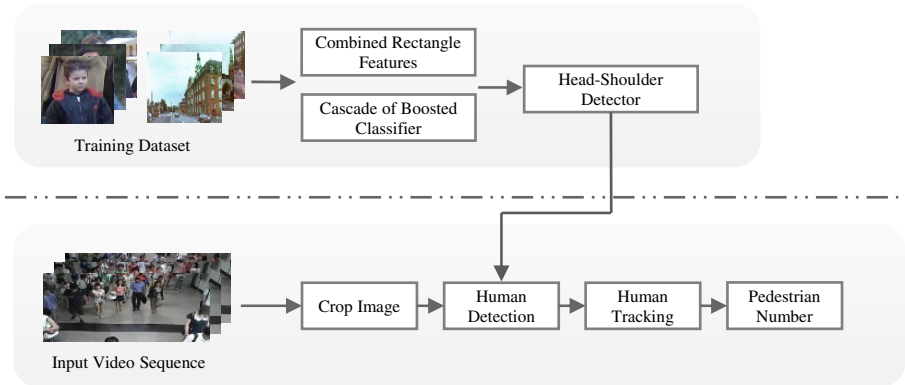 Combined Rectangle
Features
Cascade of Boosted
Classifier
Head-Shoulder
Detector
Training Dataset
Crop Image
Human
Detection
Human
Tracking
Pedestrian
Number
Input Video Sequence